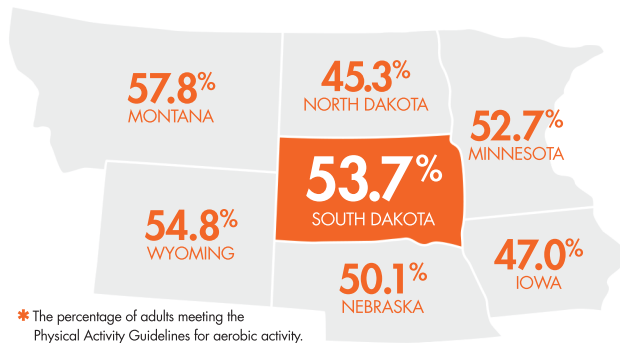 57.8%
MONTANA
45.3%
NORTH DAKOTA
52.7%
MINNESOTA
53.7%
SOUTH DAKOTA
54.8%
WYOMING
50.1%
NEBRASKA
47.0%
IOWA
* The percentage of adults meeting the
Physical Activity Guidelines for aerobic activity.